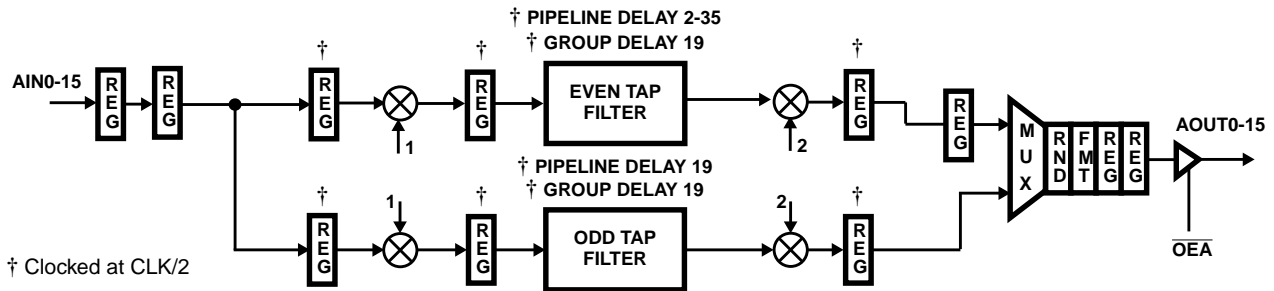 † PIPELINE DELAY 2-35
† GROUP DELAY 19
AIN0-15
REG
REG
†
REG
1
†
REG
EVEN TAP
FILTER
2
†
REG
REG
MUX
RND
FMT
REG
REG
AOUT0-15
OEA
† PIPELINE DELAY 19
† GROUP DELAY 19
†
REG
1
†
REG
ODD TAP
FILTER
2
†
REG
† Clocked at CLK/2